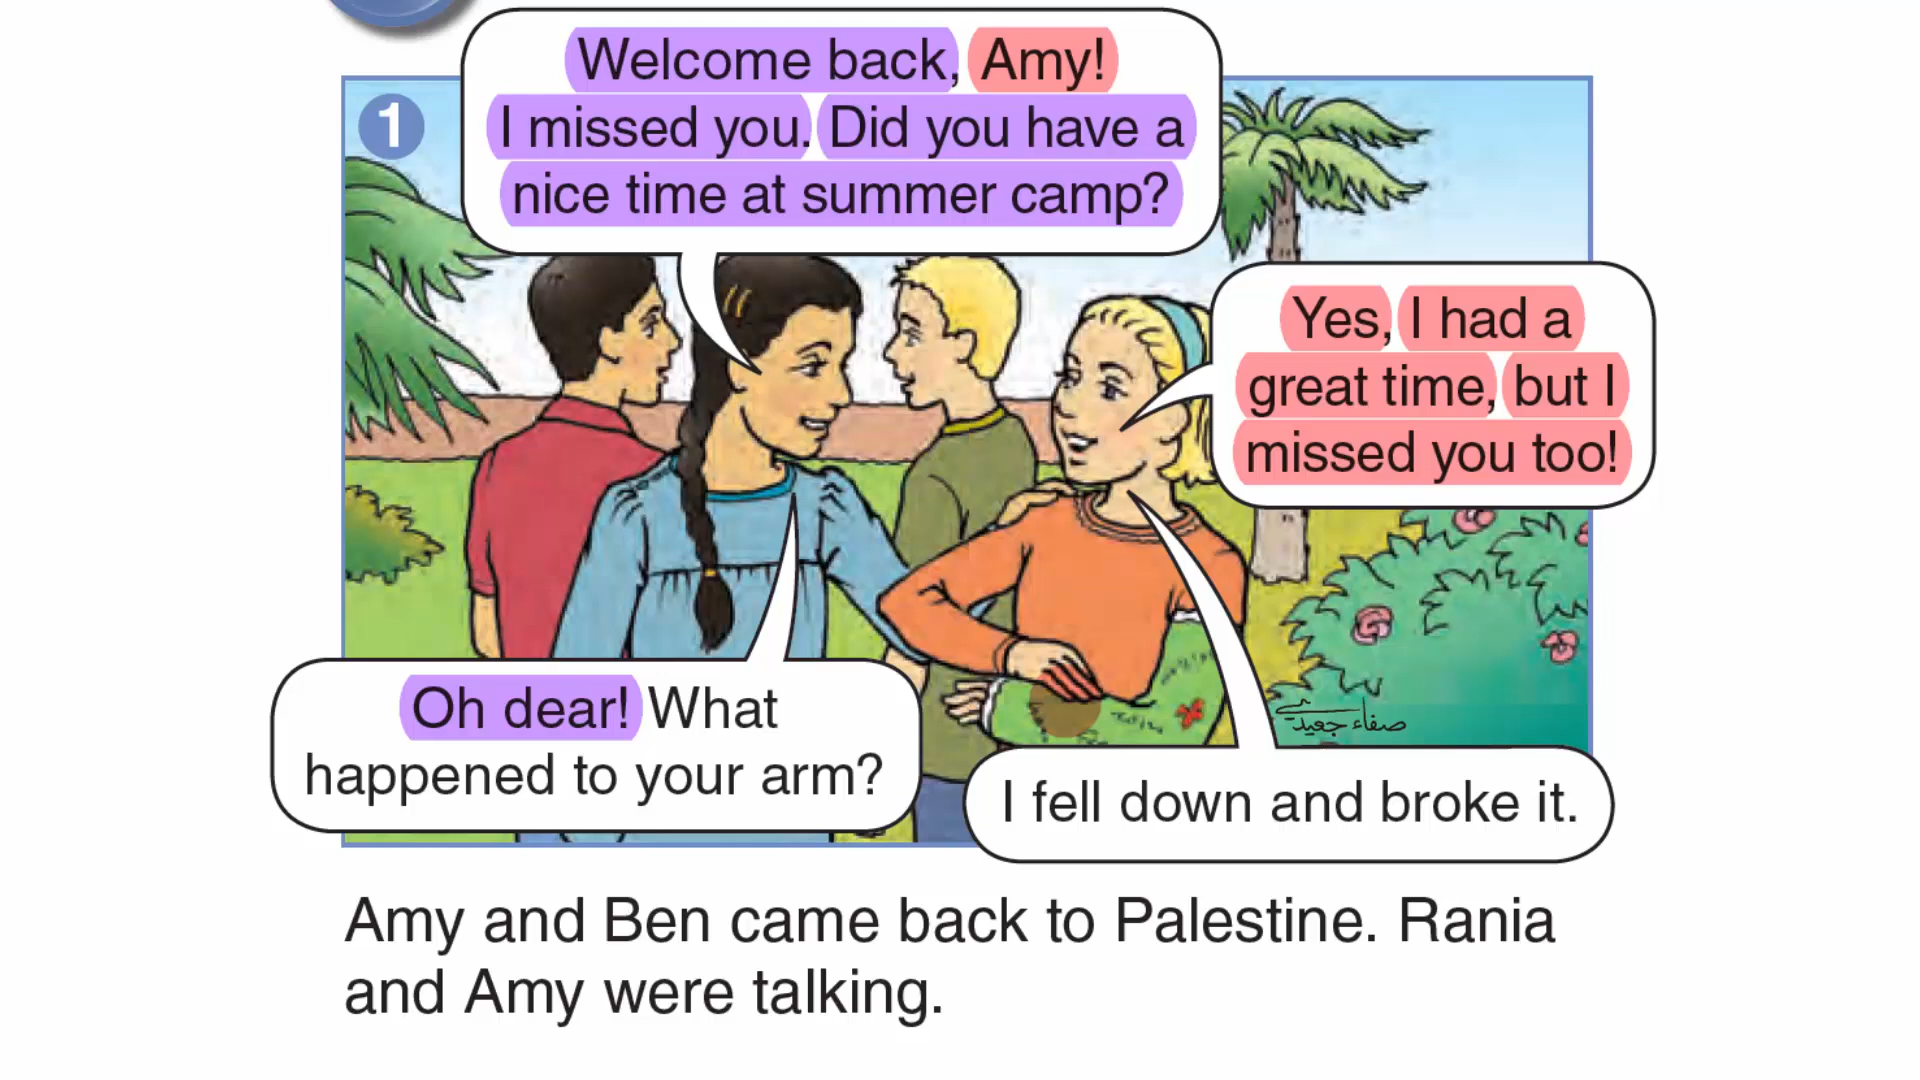 Welcome back, Amy!
I missed you. Did you have a
nice time at summer camp?
1
Yes, I had a
great time, but I
missed you too!
Oh dear! What
happened to your arm?
صفاء جعيدي
I fell down and broke it.
Amy and Ben came back to Palestine. Rania
and Amy were talking.